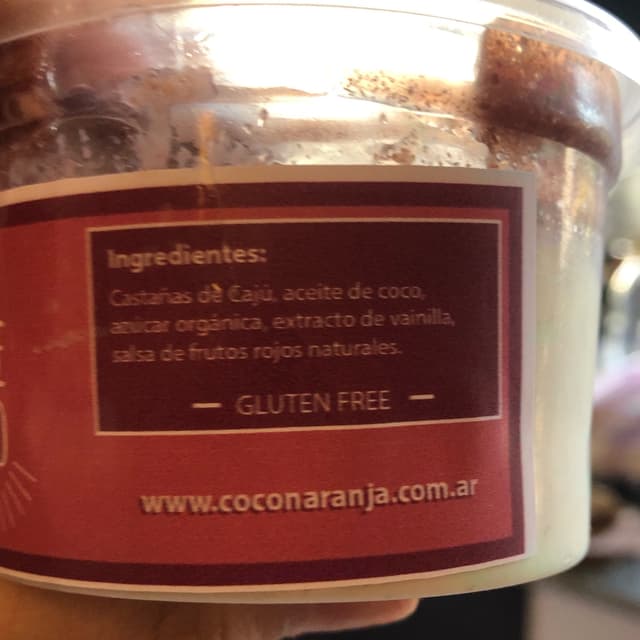 Ingredientes:
Castañas de Cajú, aceite de coco,
azúcar orgánica, extracto de vainilla,
salsa de frutos rojos naturales.
GLUTEN FREE
www.coconaranja.com.ar